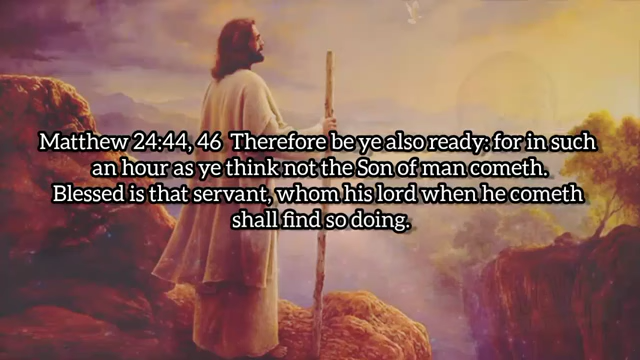 Matthew 24:44, 46  Therefore be ye also ready: for in such
an hour as ye think not the Son of man cometh.
Blessed is that servant, whom his lord when he cometh
shall find so doing.